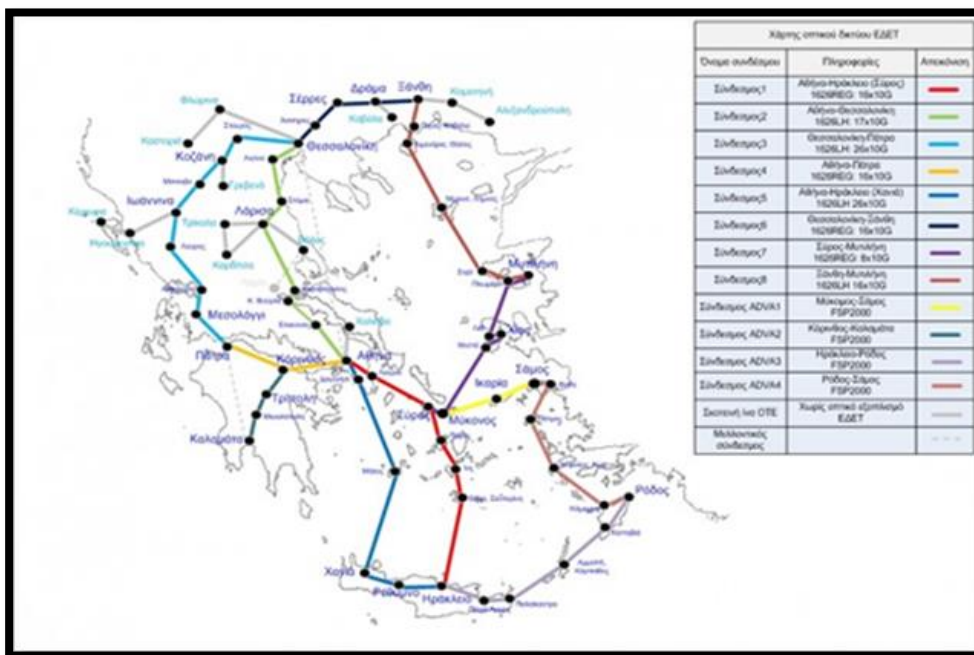 Χάρτης οπτικού δικτύου ΕΔΕΤ
Όνομα συνδέσμου Πληροφορίες Απεικόνιση
Σύνδεσμος1 Αθήνα-Ηράκλειο (Σύρος)
1626REG: 16x10G
Σύνδεσμος2 Αθήνα-Θεσσαλονίκη
1626LH: 17x10G
Σύνδεσμος3 Θεσσαλονίκη-Πάτρα
1626LH: 26x10G
Σύνδεσμος4 Αθήνα-Πάτρα
1626REG: 16x10G
Σύνδεσμος5 Αθήνα-Ηράκλειο (Χανιά)
1626LH 26x10G
Σύνδεσμος6 Θεσσαλονίκη-Ξάνθη
1626REG: 16x10G
Σύνδεσμος7 Σύρος-Μυτιλήνη
1626REG: 8x10G
Σύνδεσμος8 Ξάνθη-Μυτιλήνη
1626LH 16x10G
Σύνδεσμος ADVA1 Μύκονος-Σάμος
FSP2000
Σύνδεσμος ADVA2 Κόρινθος-Καλαμάτα
FSP2000
Σύνδεσμος ADVA3 Ηράκλειο-Ρόδος
FSP2000
Σύνδεσμος ADVA4 Ρόδος-Σάμος
FSP2000
Σκοτεινή ίνα ΟΤΕ Χωρίς οπτικό εξοπλισμό
ΕΔΕΤ
Μελλοντικός
σύνδεσμος
Φλώρινα
Σέρρες
Δράμα
Ξάνθη
Κομοτηνή
Αλεξανδρούπολη
Καβάλα
Καστοριά
Κοζάνη
Θεσσαλονίκη
Γρεβενά
Ιωάννινα
Κέρκυρα
Ηγουμενίτσα
Λάρισα
Τρίκαλα
Καρδίτσα
Βόλος
Μυτιλήνη
Μεσολόγγι
Χαλκίδα
Χίος
Πάτρα
Κόρινθος
Αθήνα
Τρίπολη
Καλαμάτα
Σύρος
Μύκονος
Ικαρία
Σάμος
Ρόδος
Χανιά
Ρέθυμνο
Ηράκλειο